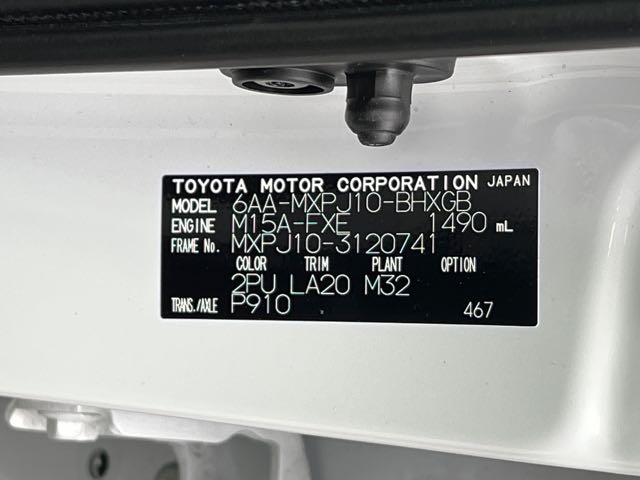 TOYOTA MOTOR CORPORATION JAPAN
MODEL 6AA-MXPJ10-BHXGB
ENGINE M15A-FXE 1490 mL
FRAME No. MXPJ10-3120741
COLOR TRIM PLANT OPTION
2PU LA20 M32
TRANS./AXLE P910 467